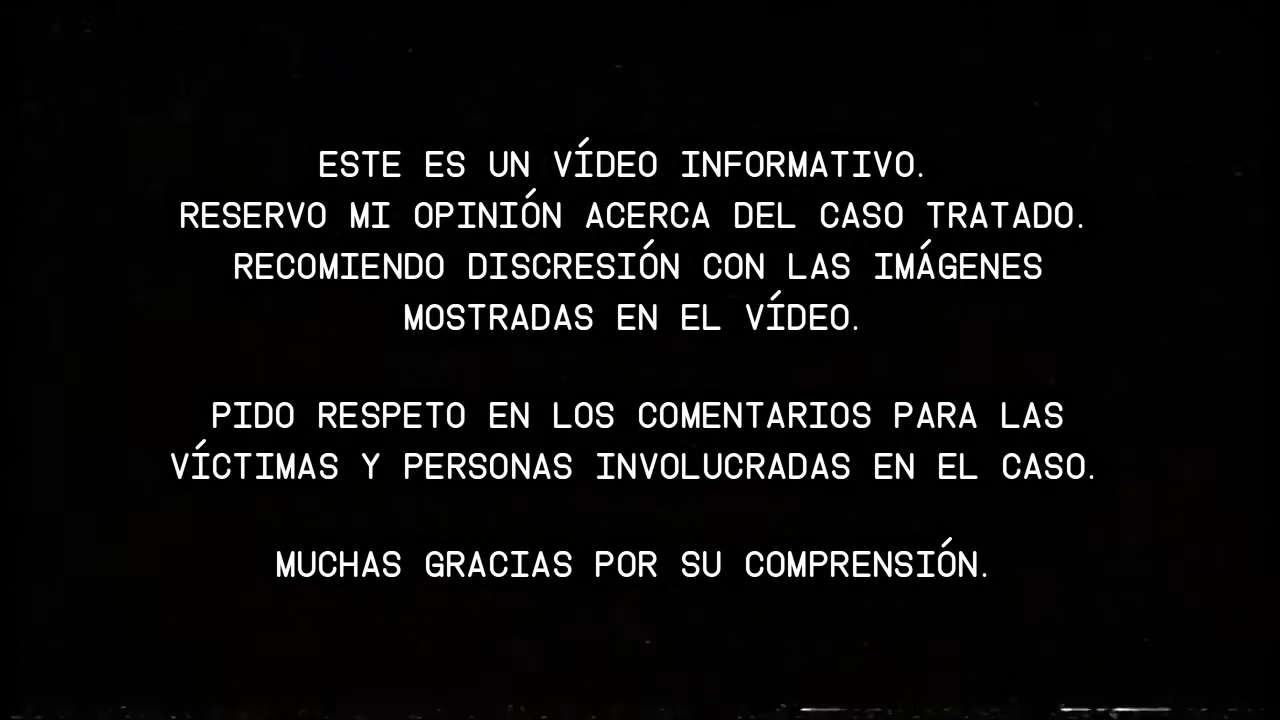 ESTE ES UN VÍDEO INFORMATIVO.
RESERVO MI OPINIÓN ACERCA DEL CASO TRATADO.
RECOMIENDO DISCRESIÓN CON LAS IMÁGENES
MOSTRADAS EN EL VÍDEO.
PIDO RESPETO EN LOS COMENTARIOS PARA LAS
VÍCTIMAS Y PERSONAS INVOLUCRADAS EN EL CASO.
MUCHAS GRACIAS POR SU COMPRENSIÓN.